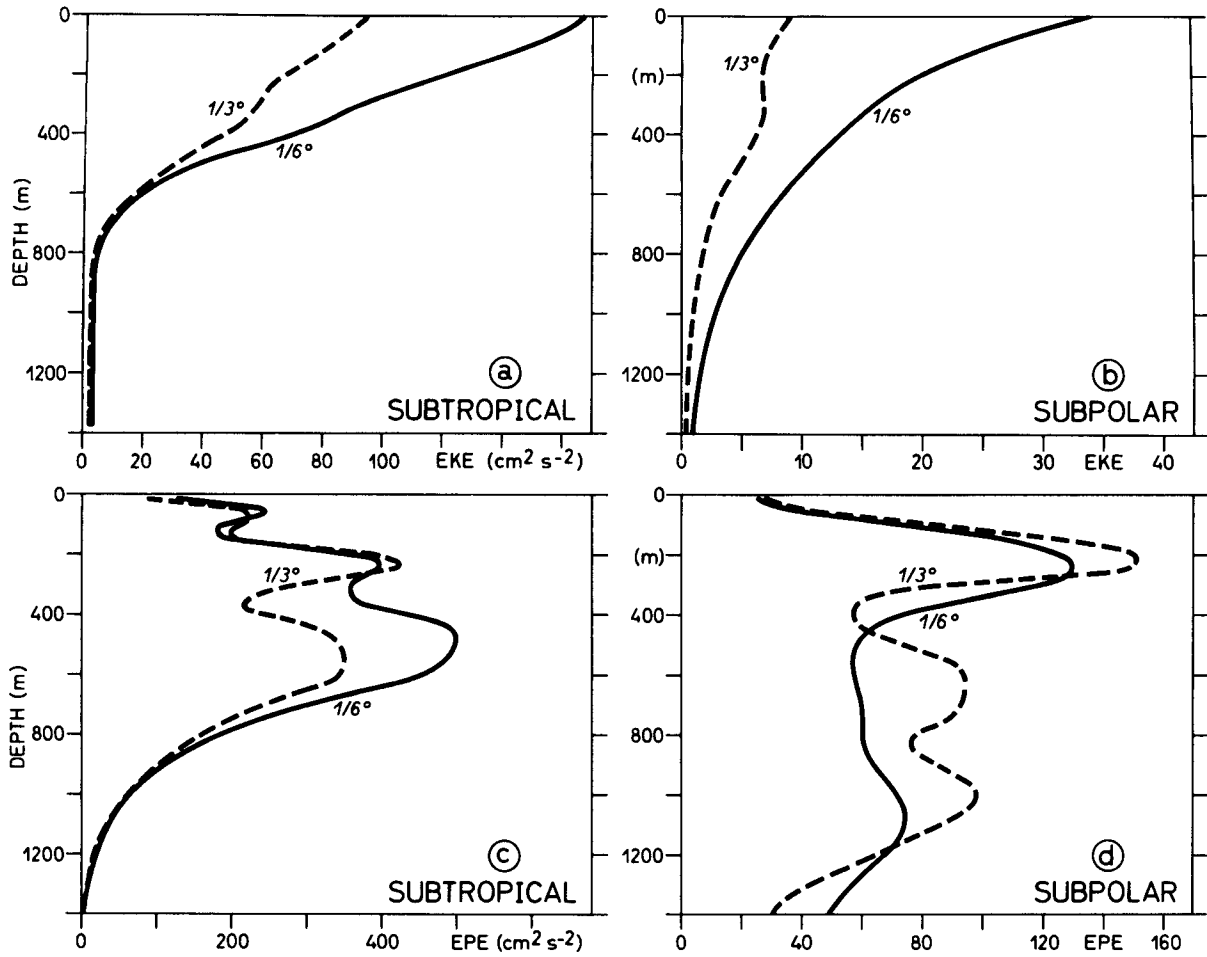 0
400
800
1200
DEPTH (m)
1/3°
1/6°
ⓐ
SUBTROPICAL
0 20 40 60 80 100 EKE (cm² s-²)
0
(m)
400
800
1200
1/3°
1/6°
ⓑ
SUBPOLAR
0 10 20 30 EKE 40
0
400
800
1200
DEPTH (m)
1/3°
1/6°
ⓒ
SUBTROPICAL
0 200 400 EPE (cm² s-²)
0
(m)
400
800
1200
1/3°
1/6°
ⓓ
SUBPOLAR
0 40 80 120 EPE 160